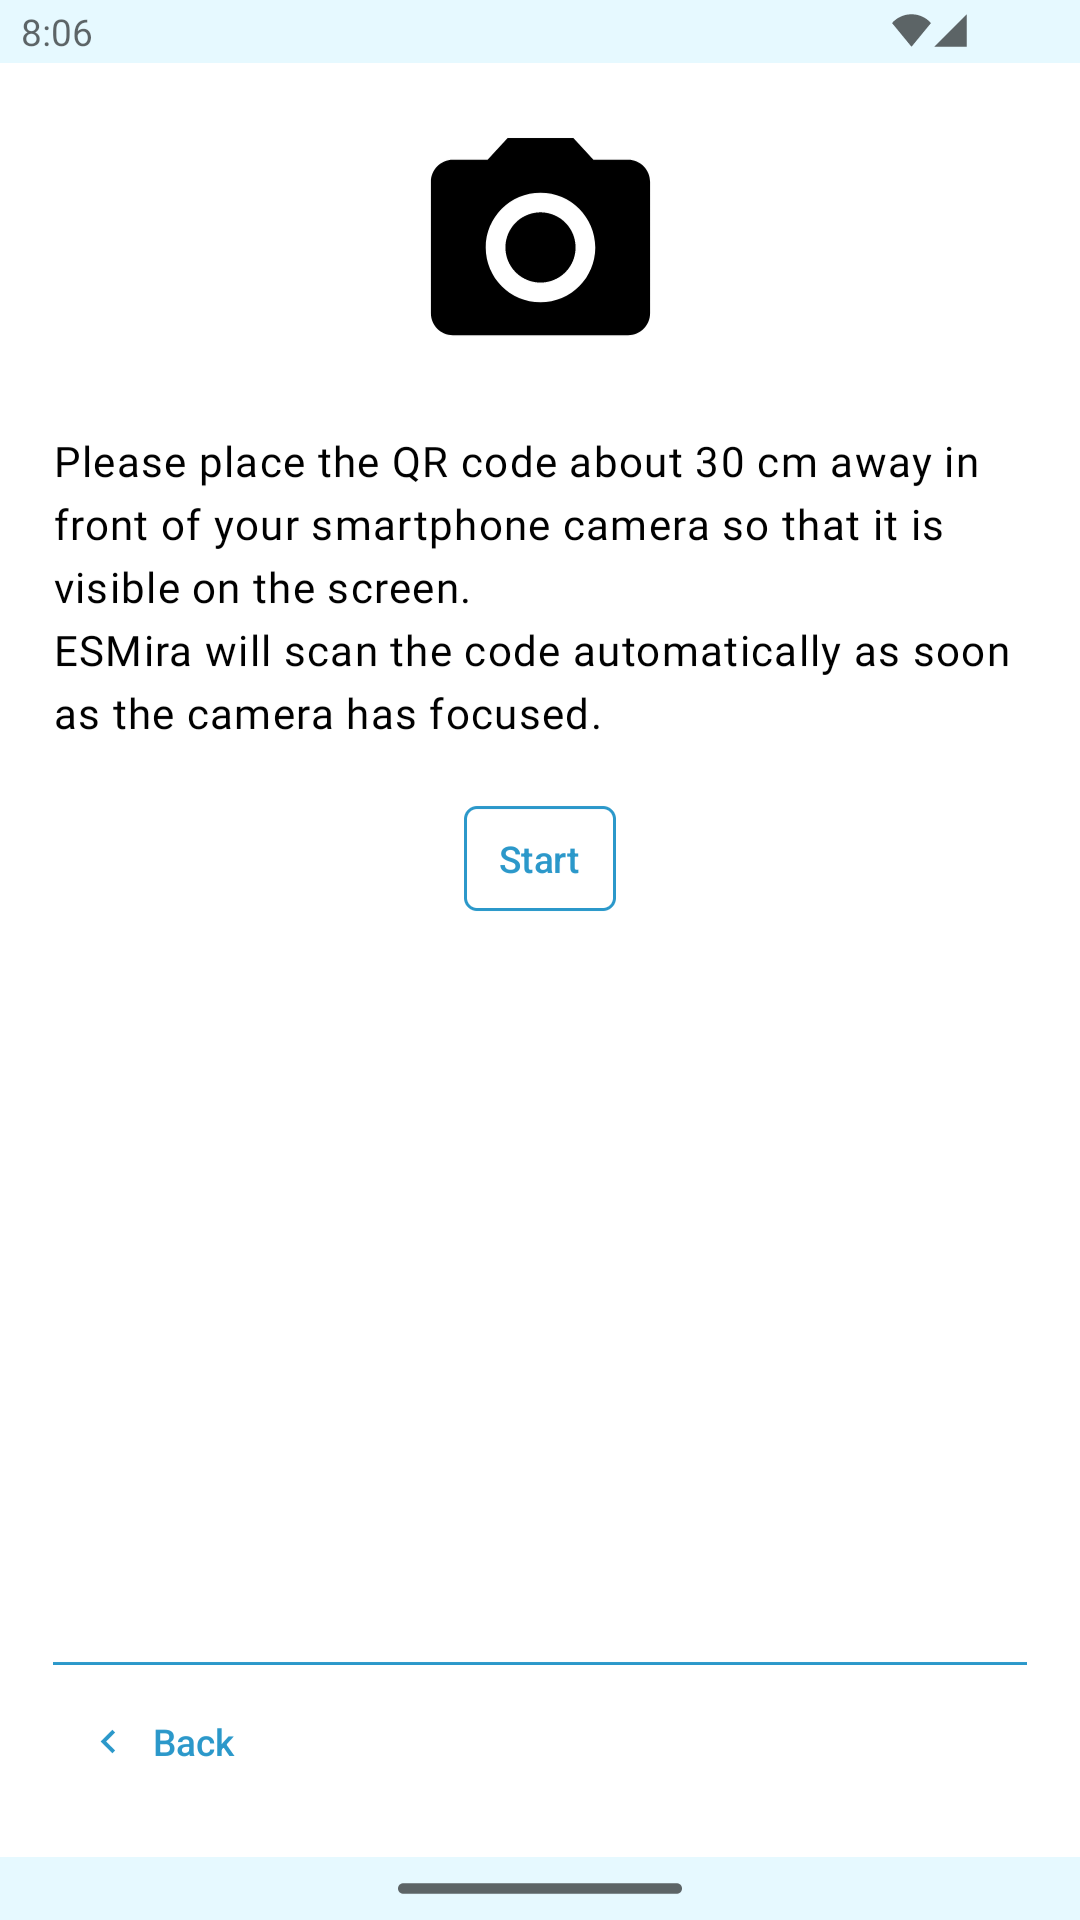 8:06
Please place the QR code about 30 cm away in
front of your smartphone camera so that it is
visible on the screen.
ESMira will scan the code automatically as soon
as the camera has focused.
Start
Back